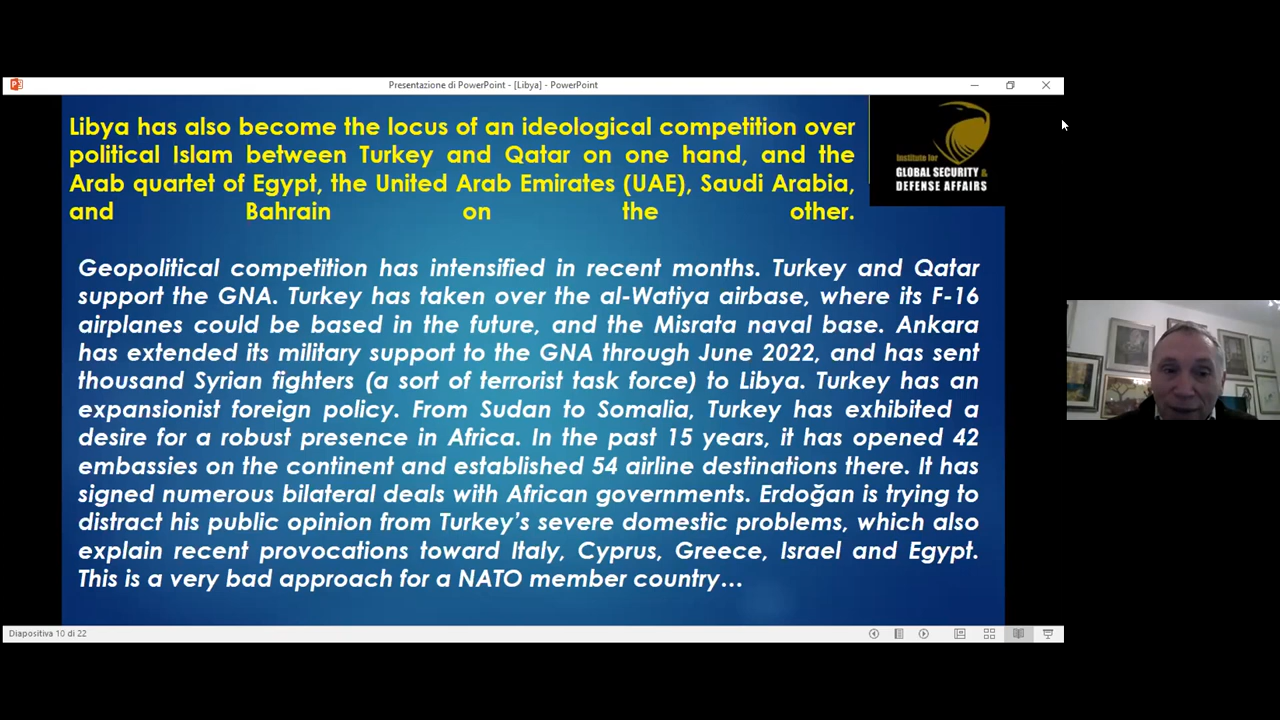 Presentazione di PowerPoint - [Libya] - PowerPoint
Libya has also become the locus of an ideological competition over
political Islam between Turkey and Qatar on one hand, and the
Arab quartet of Egypt, the United Arab Emirates (UAE), Saudi Arabia,
and Bahrain on the other.
Institute for
GLOBAL SECURITY &
DEFENSE AFFAIRS
Geopolitical competition has intensified in recent months. Turkey and Qatar
support the GNA. Turkey has taken over the al-Watiya airbase, where its F-16
airplanes could be based in the future, and the Misrata naval base. Ankara
has extended its military support to the GNA through June 2022, and has sent
thousand Syrian fighters (a sort of terrorist task force) to Libya. Turkey has an
expansionist foreign policy. From Sudan to Somalia, Turkey has exhibited a
desire for a robust presence in Africa. In the past 15 years, it has opened 42
embassies on the continent and established 54 airline destinations there. It has
signed numerous bilateral deals with African governments. Erdoğan is trying to
distract his public opinion from Turkey's severe domestic problems, which also
explain recent provocations toward Italy, Cyprus, Greece, Israel and Egypt.
This is a very bad approach for a NATO member country…
Diapositiva 10 di 22